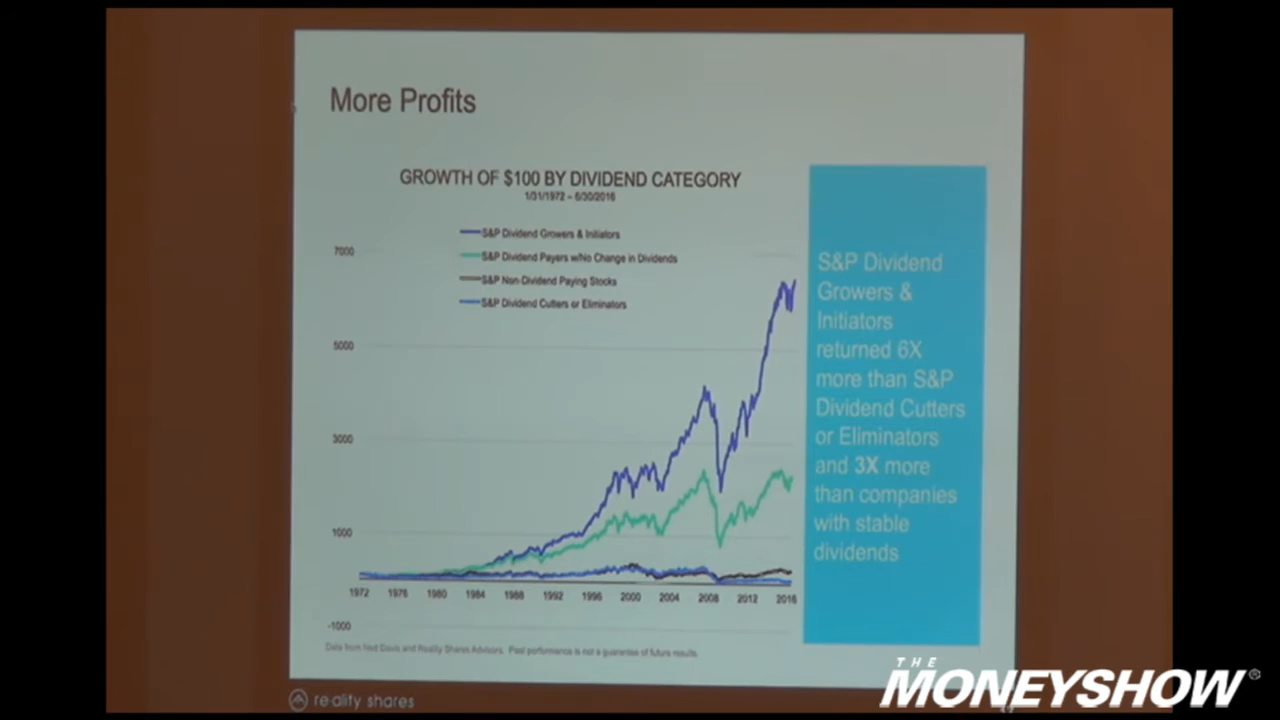 More Profits
GROWTH OF $100 BY DIVIDEND CATEGORY
1/31/1972 – 6/30/2016
S&P Dividend Growers & Initiators
S&P Dividend Payers w/No Change in Dividends
S&P Non-Dividend Paying Stocks
S&P Dividend Cutters or Eliminators
7000
5000
3000
1000
-1000
1972 1976 1980 1984 1988 1992 1996 2000 2004 2008 2012 2016
Data from Ned Davis and Reality Shares Advisors. Past performance is not a guarantee of future results.
S&P Dividend
Growers &
Initiators
returned 6X
more than S&P
Dividend Cutters
or Eliminators
and 3X more
than companies
with stable
dividends
reality shares
THE
MONEYSHOW®